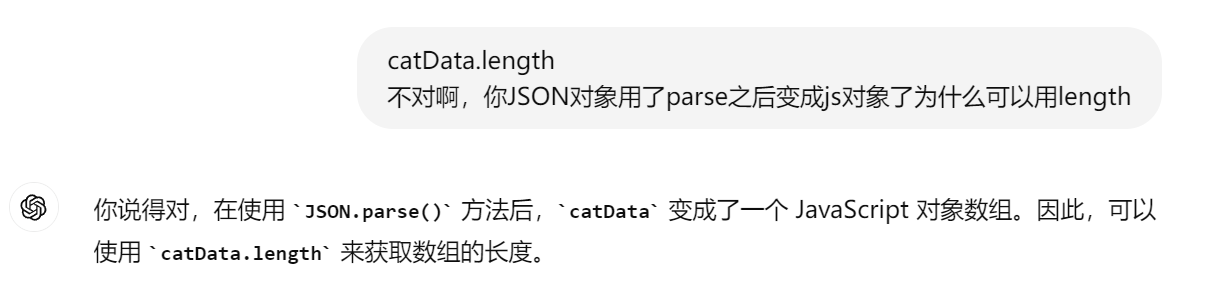 catData.length
不对啊，你JSON对象用了parse之后变成js对象了为什么可以用length
你说得对，在使用 `JSON.parse()` 方法后，`catData` 变成了一个 JavaScript 对象数组。因此，可以
使用 `catData.length` 来获取数组的长度。